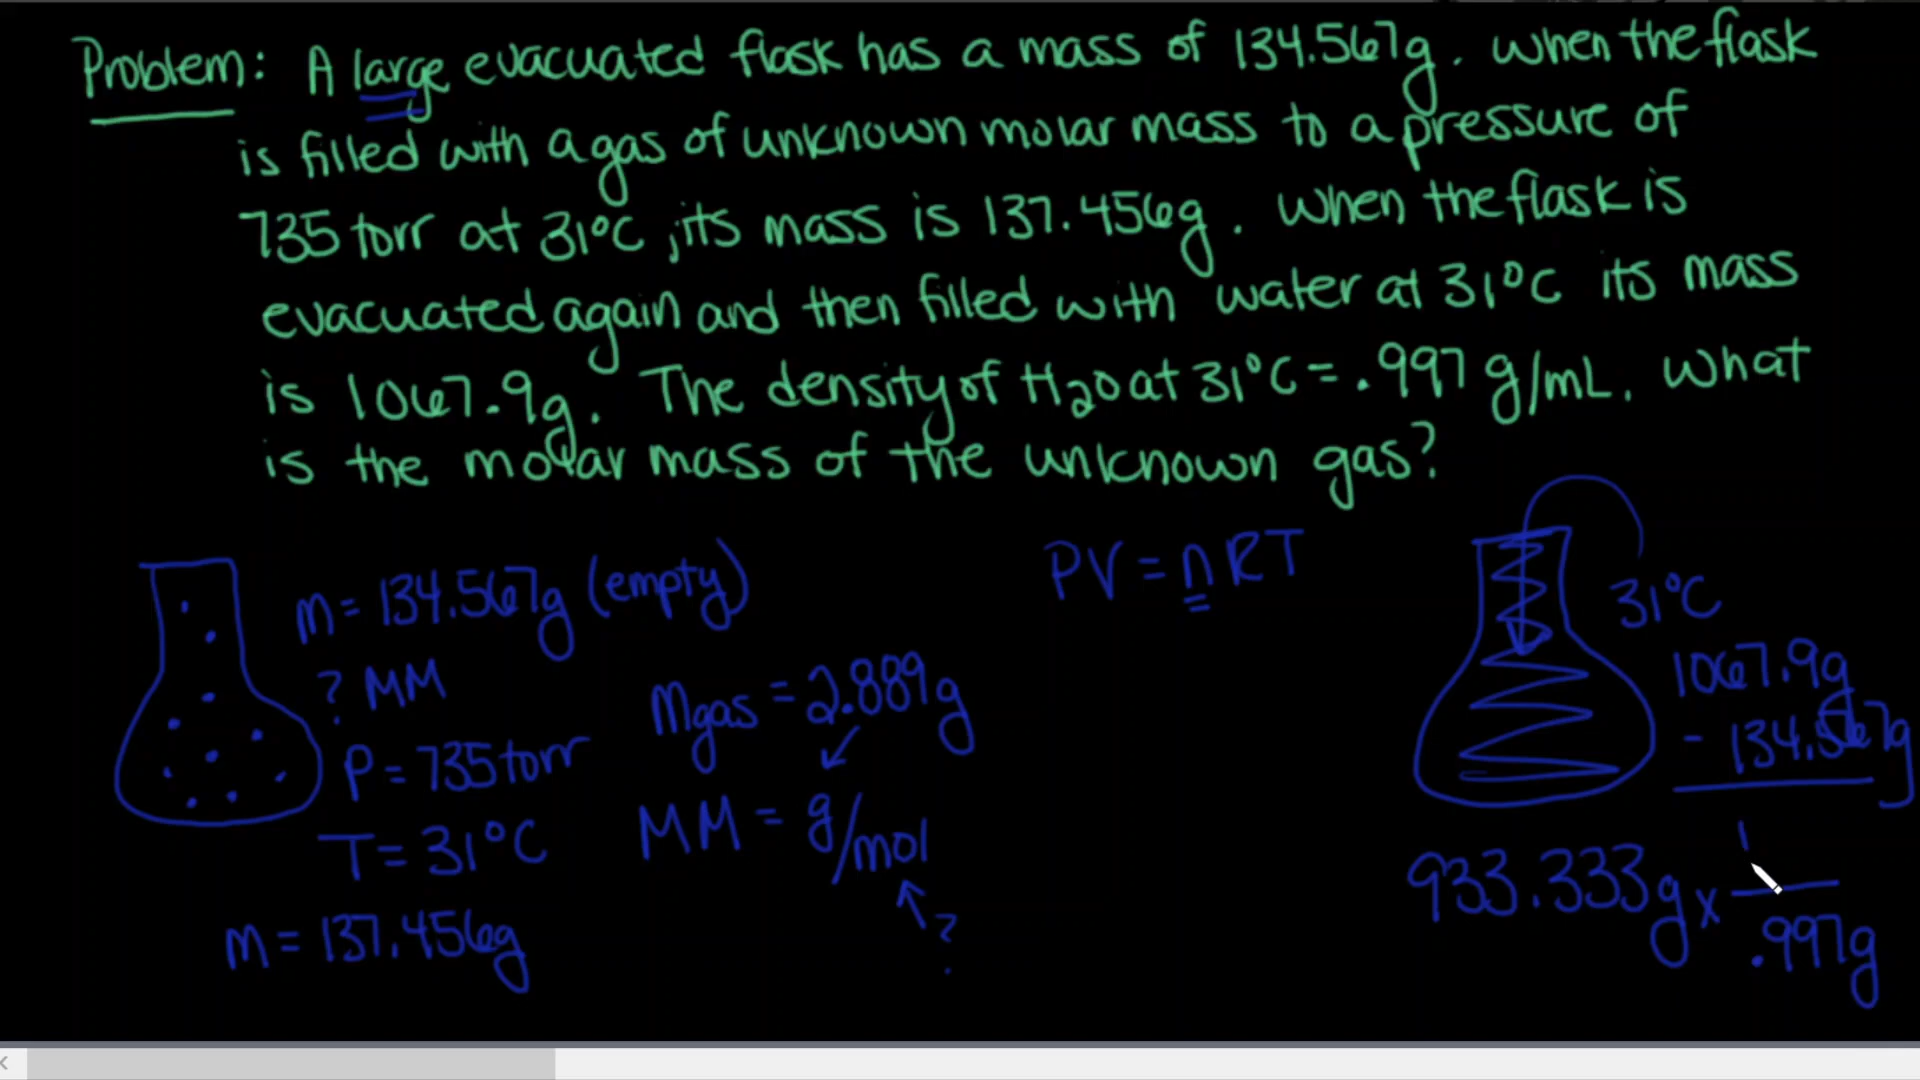 Problem: A large evacuated flask has a mass of 134.567g. When the flask
is filled with a gas of unknown molar mass to a pressure of
735 torr at 31°C, its mass is 137.456g. When the flask is
evacuated again and then filled with water at 31°C its mass
is 1067.9g. The density of H₂O at 31°C = .997 g/mL. What
is the molar mass of the unknown gas?
m = 134.567g (empty)
? MM
P = 735 torr
T = 31°C
m = 137.456g
mgas = 2.889g
MM = g/mol
?
PV = nRT
31°C
1067.9g
- 134.567g
933.333g x 1
.997g